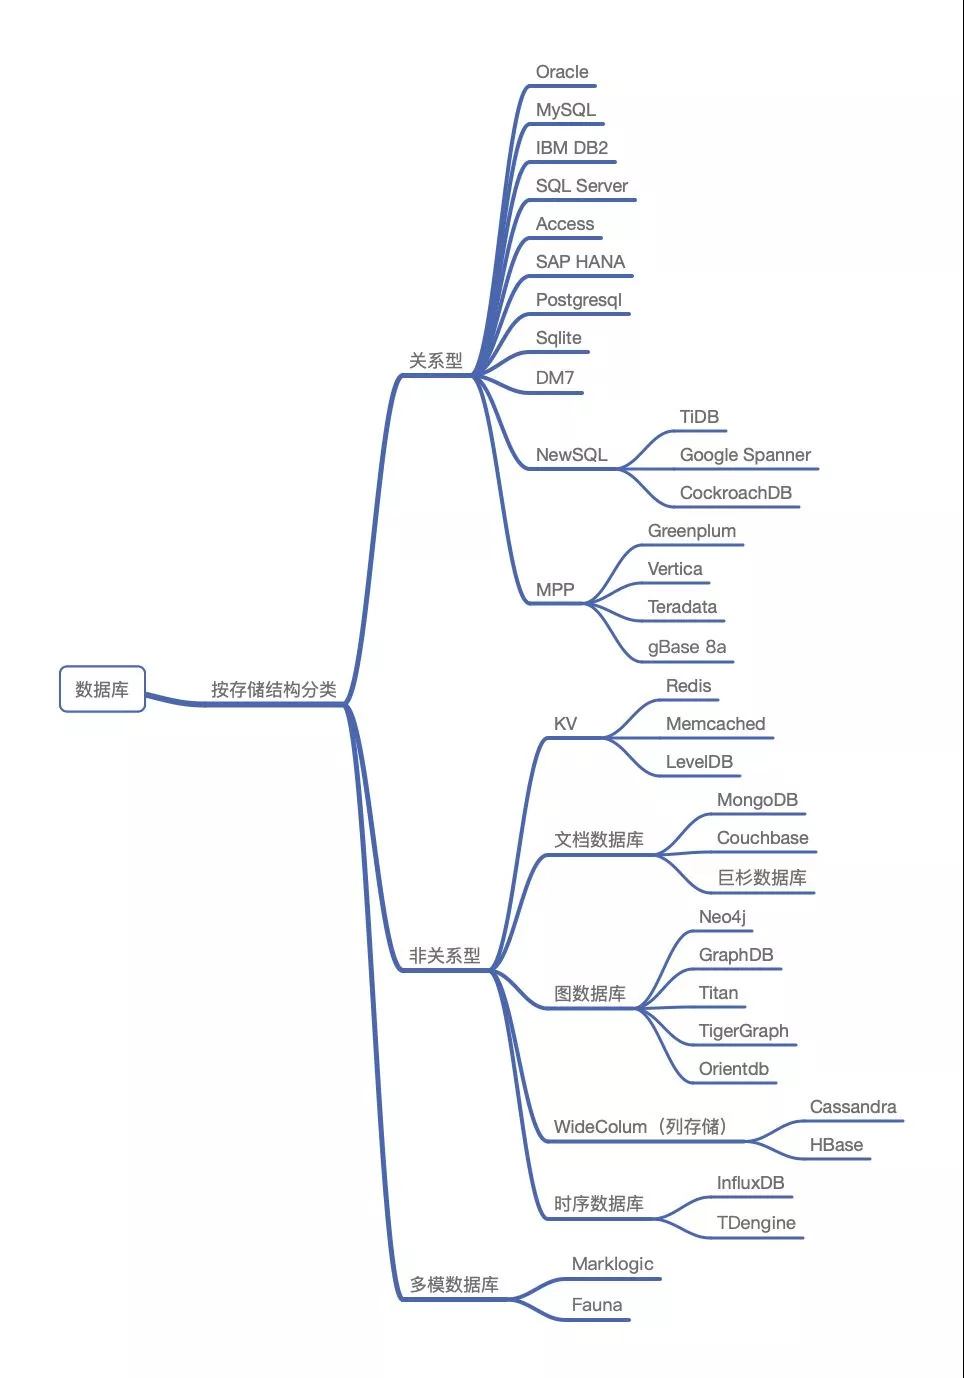 数据库
按存储结构分类
关系型
Oracle
MySQL
IBM DB2
SQL Server
Access
SAP HANA
Postgresql
Sqlite
DM7
NewSQL
TiDB
Google Spanner
CockroachDB
MPP
Greenplum
Vertica
Teradata
gBase 8a
非关系型
KV
Redis
Memcached
LevelDB
文档数据库
MongoDB
Couchbase
巨杉数据库
图数据库
Neo4j
GraphDB
Titan
TigerGraph
Orientdb
WideColum（列存储）
Cassandra
HBase
时序数据库
InfluxDB
TDengine
多模数据库
Marklogic
Fauna